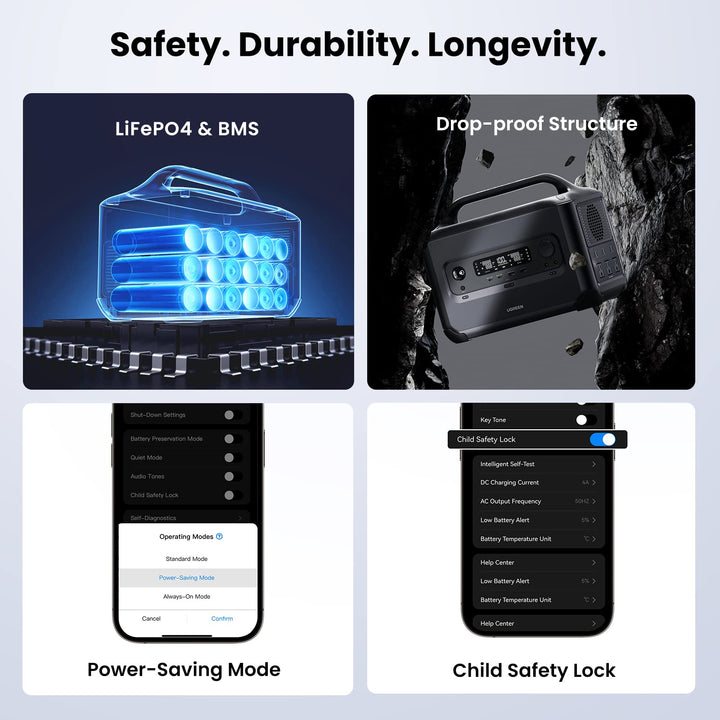 Safety. Durability. Longevity.
LiFePO4 & BMS
Drop-proof Structure
100
UGREEN
Shut-Down Settings
Battery Preservation Mode
Quiet Mode
Audio Tones
Child Safety Lock
Self-Diagnostics
Operating Modes ?
Standard Mode
Power-Saving Mode
Always-On Mode
Cancel Confirm
Power-Saving Mode
Key Tone
Child Safety Lock
Intelligent Self-Test
DC Charging Current 4A
AC Output Frequency 50HZ
Low Battery Alert 5%
Battery Temperature Unit °C
Help Center
Low Battery Alert 5%
Battery Temperature Unit °C
Help Center
Child Safety Lock